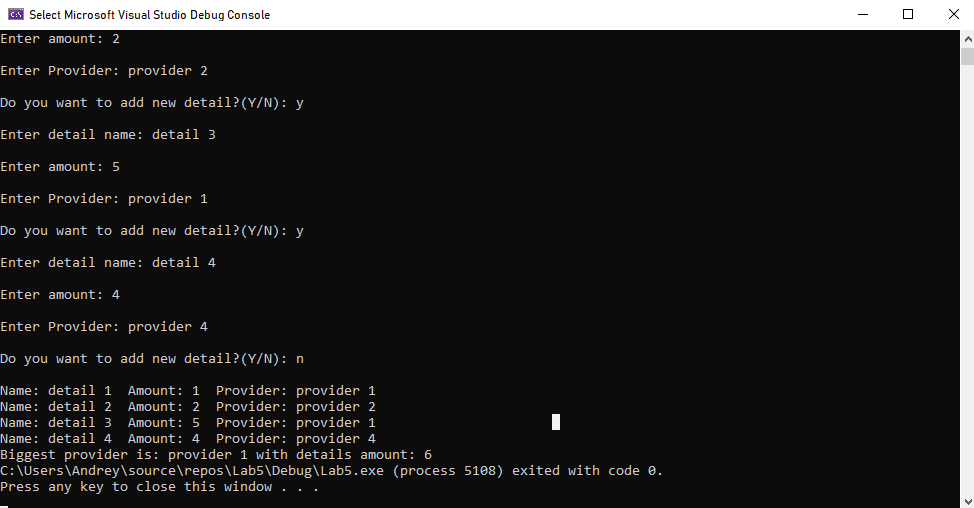 Select Microsoft Visual Studio Debug Console
Enter amount: 2
Enter Provider: provider 2
Do you want to add new detail?(Y/N): y
Enter detail name: detail 3
Enter amount: 5
Enter Provider: provider 1
Do you want to add new detail?(Y/N): y
Enter detail name: detail 4
Enter amount: 4
Enter Provider: provider 4
Do you want to add new detail?(Y/N): n
Name: detail 1  Amount: 1  Provider: provider 1
Name: detail 2  Amount: 2  Provider: provider 2
Name: detail 3  Amount: 5  Provider: provider 1
Name: detail 4  Amount: 4  Provider: provider 4
Biggest provider is: provider 1 with details amount: 6
C:\Users\Andrey\source\repos\Lab5\Debug\Lab5.exe (process 5108) exited with code 0.
Press any key to close this window . . .